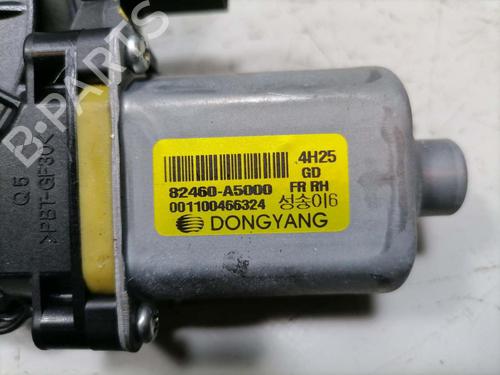 B-PARTS
Q5
>PBT-GF30<
4H25
GD
82460-A5000 FR RH
001100466324 성송이6
DONGYANG